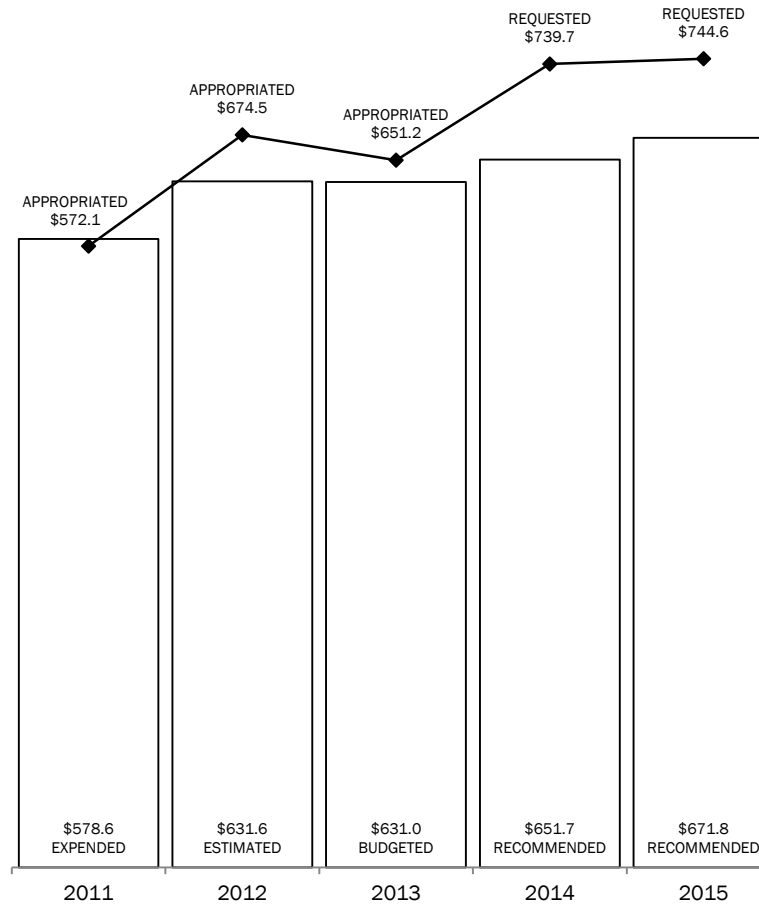 REQUESTED
$739.7
REQUESTED
$744.6
APPROPRIATED
$674.5
APPROPRIATED
$651.2
APPROPRIATED
$572.1
$578.6
EXPENDED
$631.6
ESTIMATED
$631.0
BUDGETED
$651.7
RECOMMENDED
$671.8
RECOMMENDED
2011
2012
2013
2014
2015